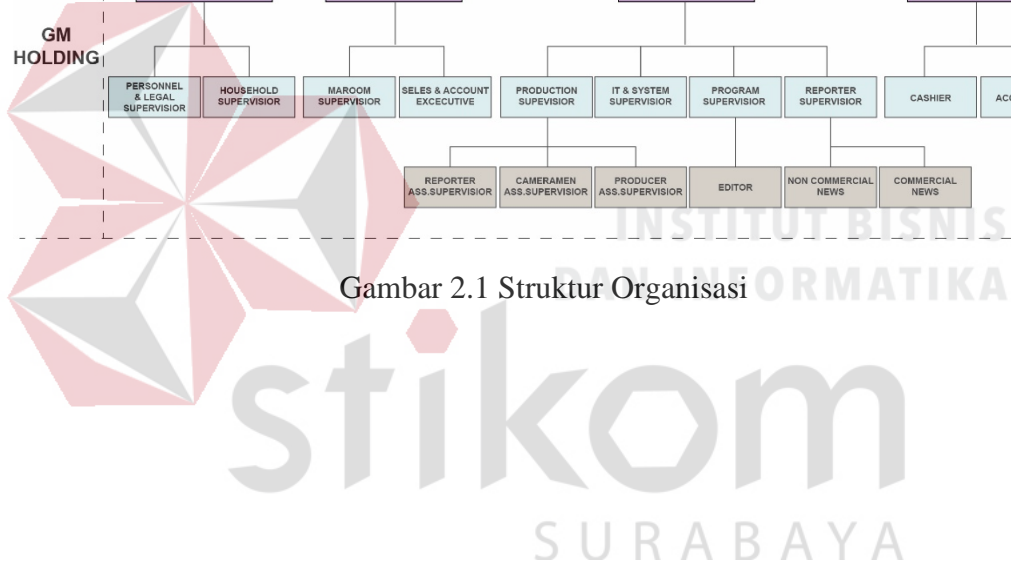 GM
HOLDING
PERSONNEL
& LEGAL
SUPERVISIOR
HOUSEHOLD
SUPERVISIOR
MAROOM
SUPERVISIOR
SELES & ACCOUNT
EXCECUTIVE
PRODUCTION
SUPEVISIOR
IT & SYSTEM
SUPERVISIOR
PROGRAM
SUPERVISIOR
REPORTER
SUPERVISIOR
CASHIER
REPORTER
ASS.SUPERVISIOR
CAMERAMEN
ASS.SUPERVISIOR
PRODUCER
ASS.SUPERVISIOR
EDITOR
NON COMMERCIAL
NEWS
COMMERCIAL
NEWS
INSTITUT BISNIS
DAN INFORMATIKA
Gambar 2.1 Struktur Organisasi
stikom
SURABAYA